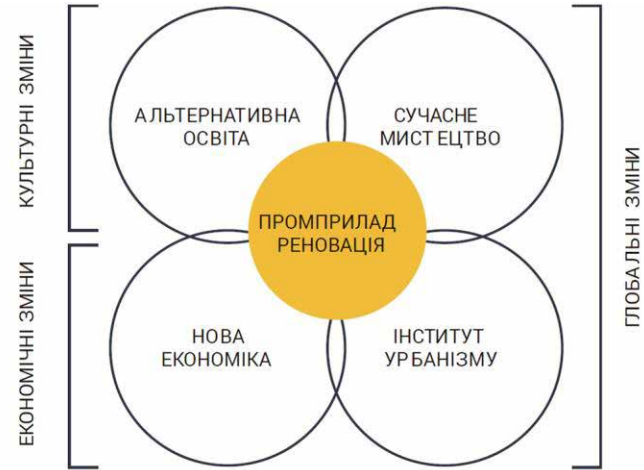 КУЛЬТУРНІ ЗМІНИ
АЛЬТЕРНАТИВНА
ОСВІТА
СУЧАСНЕ
МИСТЕЦТВО
ПРОМПРИЛАД
РЕНОВАЦІЯ
ГЛОБАЛЬНІ ЗМІНИ
ЕКОНОМІЧНІ ЗМІНИ
НОВА
ЕКОНОМІКА
ІНСТИТУТ
УРБАНІЗМУ